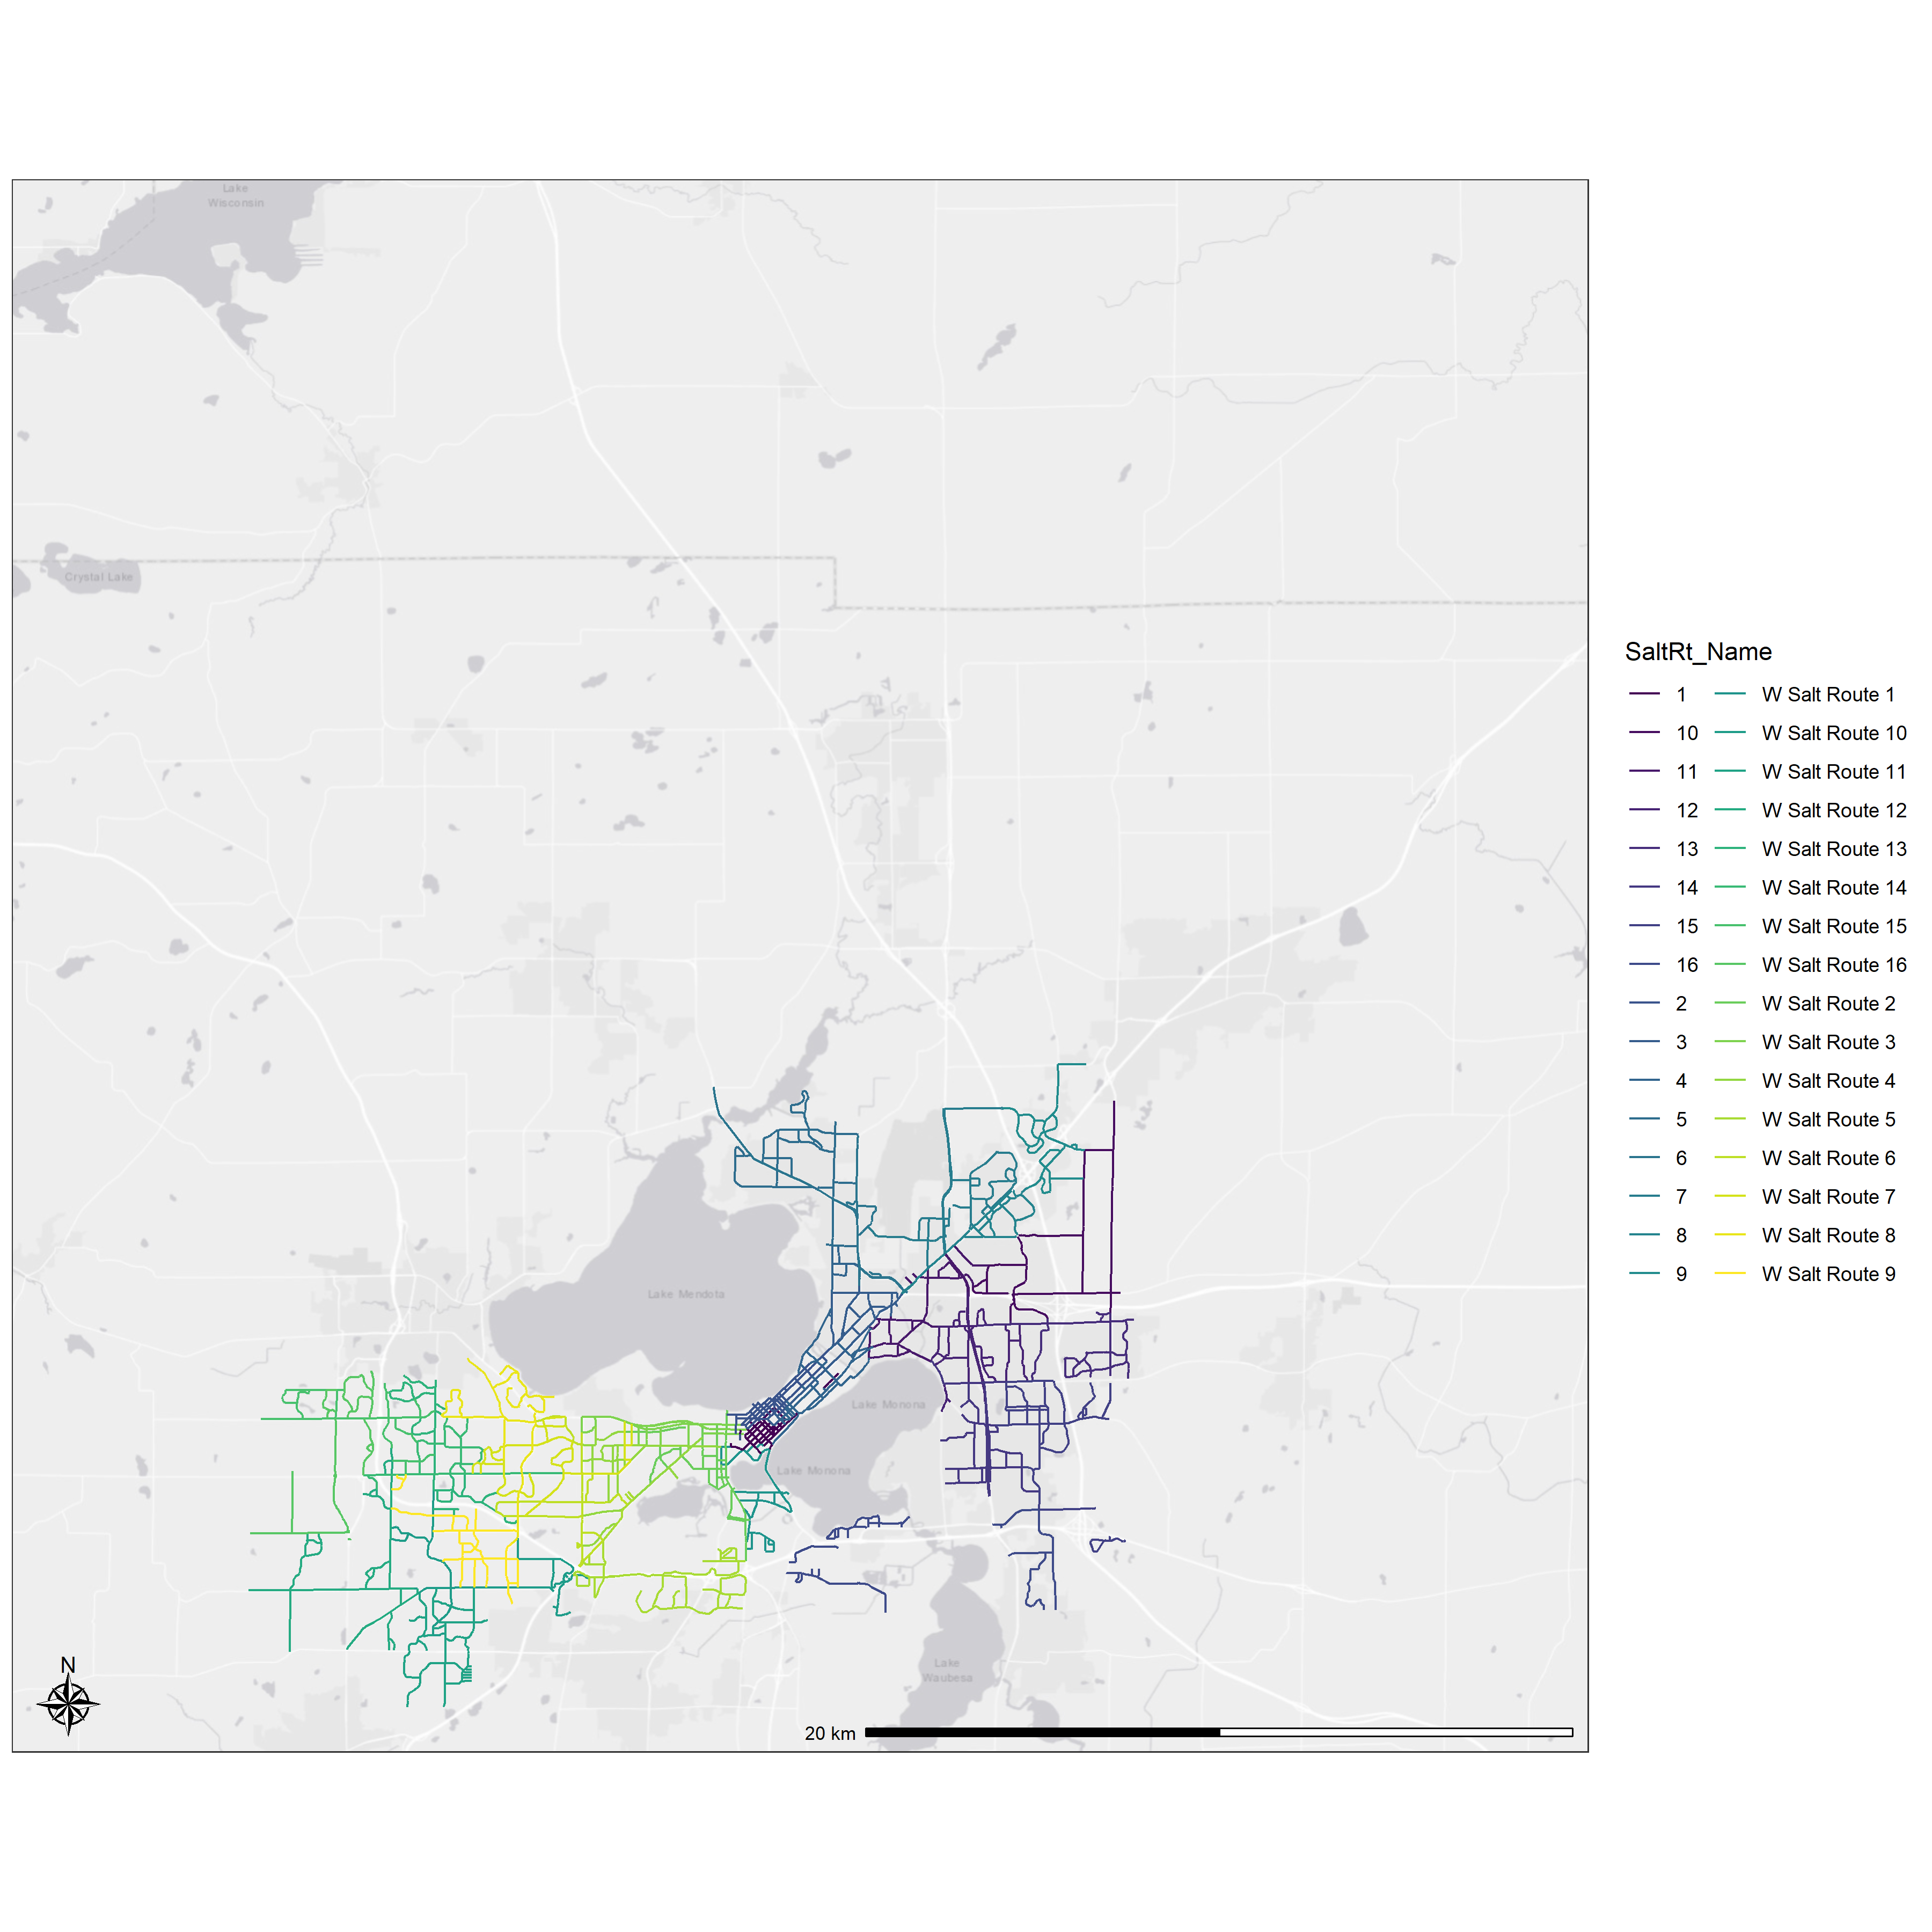 Lake
Wisconsin
Crystal Lake
Lake Mendota
Lake Monona
Lake Monona
Lake
Waubesa
N
20 km
SaltRt_Name
1 W Salt Route 1
10 W Salt Route 10
11 W Salt Route 11
12 W Salt Route 12
13 W Salt Route 13
14 W Salt Route 14
15 W Salt Route 15
16 W Salt Route 16
2 W Salt Route 2
3 W Salt Route 3
4 W Salt Route 4
5 W Salt Route 5
6 W Salt Route 6
7 W Salt Route 7
8 W Salt Route 8
9 W Salt Route 9